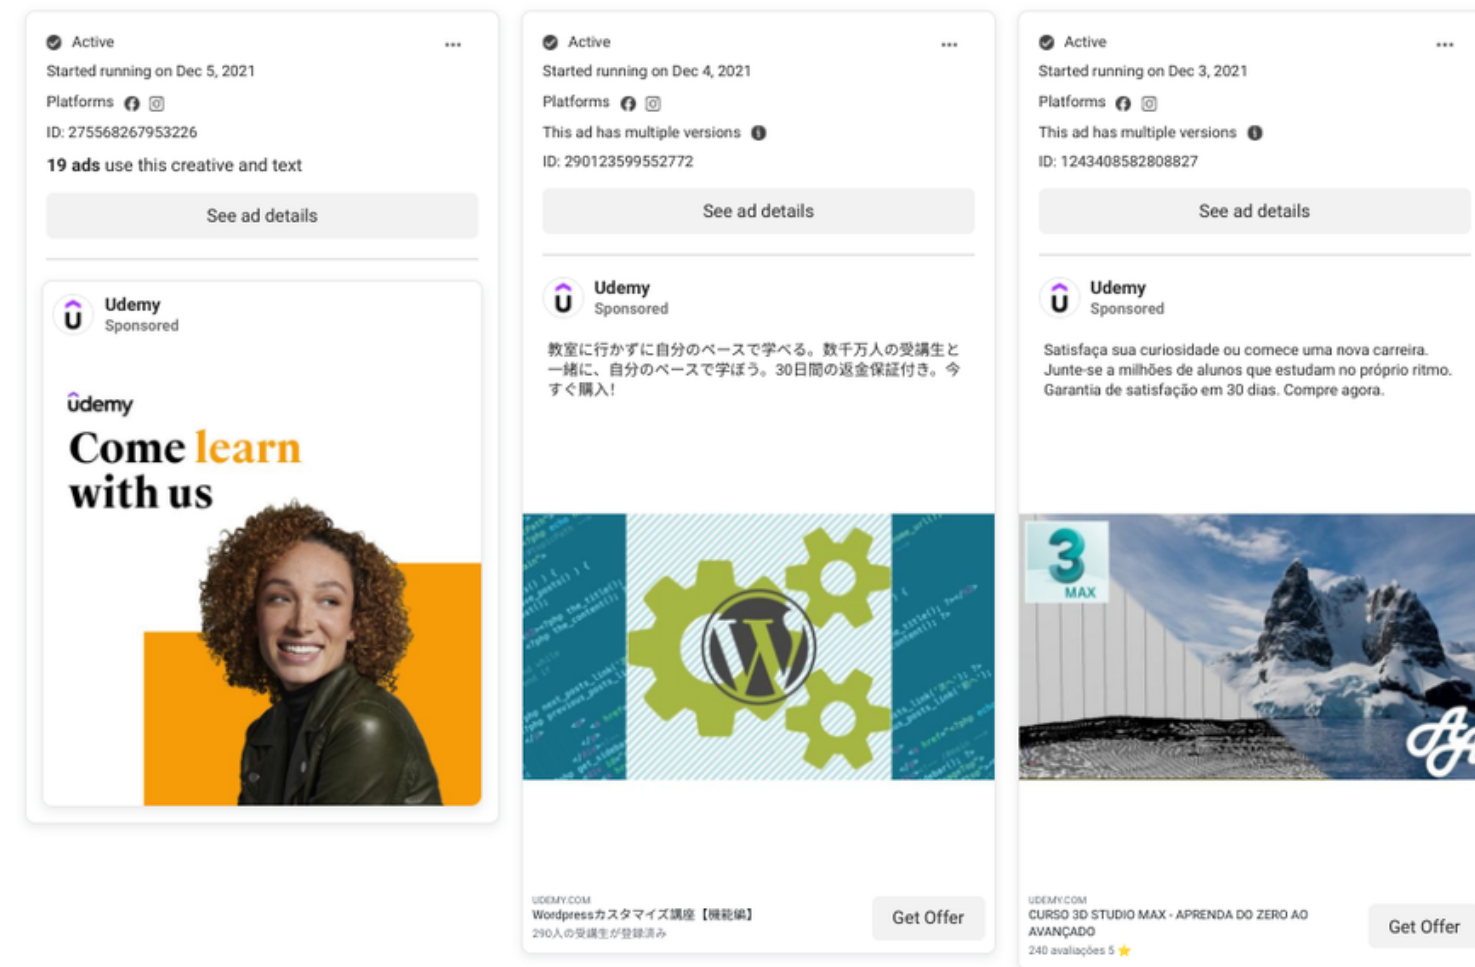 Active
Started running on Dec 5, 2021
Platforms
ID: 275568267953226
19 ads use this creative and text
See ad details
Udemy
Sponsored
ûdemy
Come learn
with us
Active
Started running on Dec 4, 2021
Platforms
This ad has multiple versions
ID: 290123599552772
See ad details
Udemy
Sponsored
教室に行かずに自分のペースで学べる。数千万人の受講生と
一緒に、自分のペースで学ぼう。30日間の返金保証付き。今
すぐ購入!
UDEMY.COM
Wordpressカスタマイズ講座【機能編】
290人の受講生が登録済み
Get Offer
Active
Started running on Dec 3, 2021
Platforms
This ad has multiple versions
ID: 1243408582808827
See ad details
Udemy
Sponsored
Satisfaça sua curiosidade ou comece uma nova carreira.
Junte-se a milhões de alunos que estudam no próprio ritmo.
Garantia de satisfação em 30 dias. Compre agora.
3
MAX
UDEMY.COM
CURSO 3D STUDIO MAX - APRENDA DO ZERO AO
AVANÇADO
240 avaliações 5
Get Offer